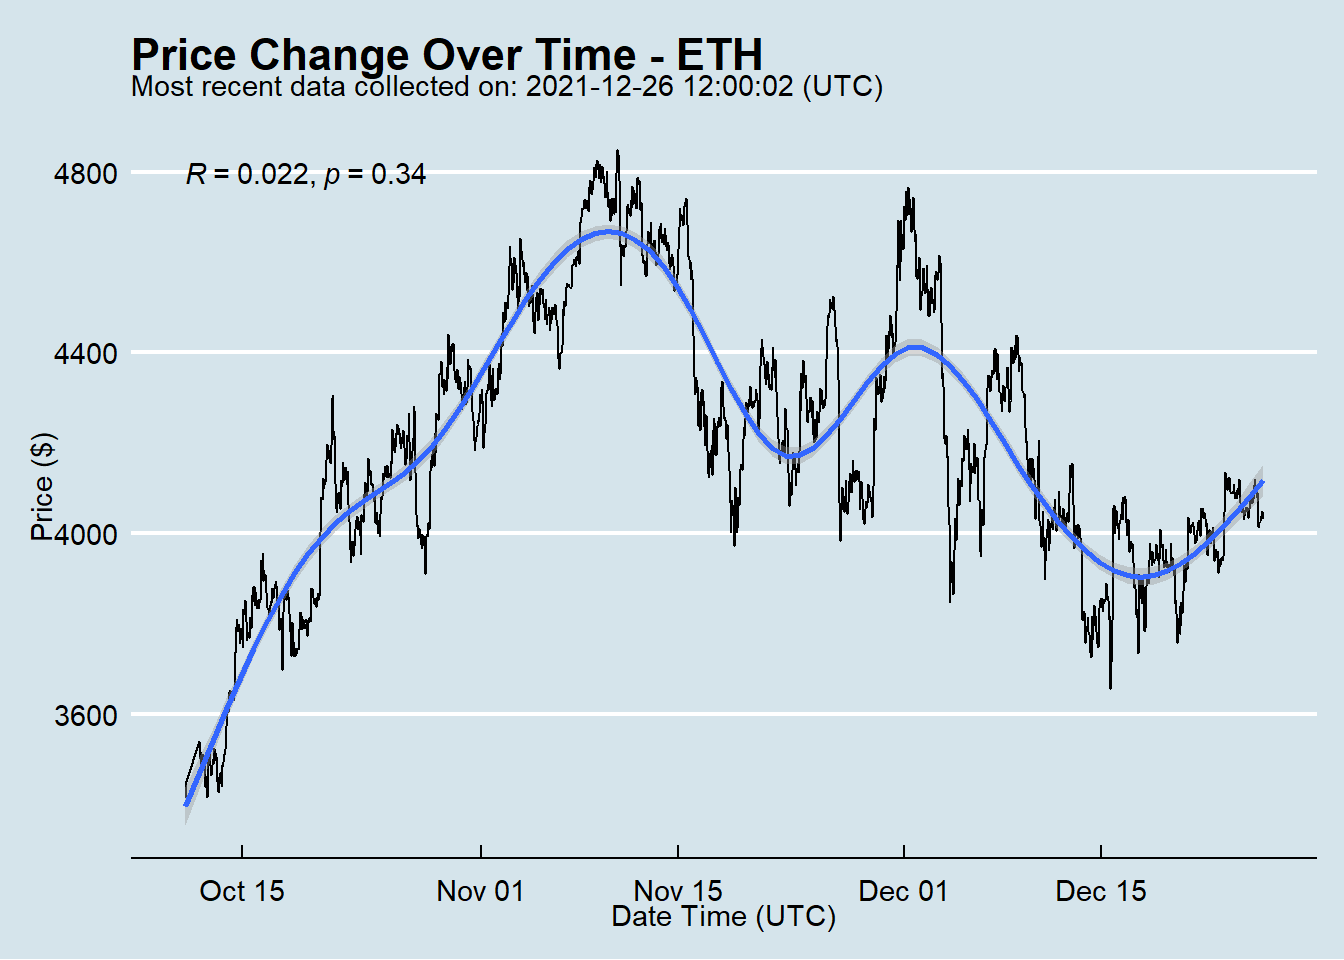 Price Change Over Time - ETH
Most recent data collected on: 2021-12-26 12:00:02 (UTC)
R = 0.022, p = 0.34
4800
4400
4000
3600
Price ($)
Oct 15 Nov 01 Nov 15 Dec 01 Dec 15
Date Time (UTC)